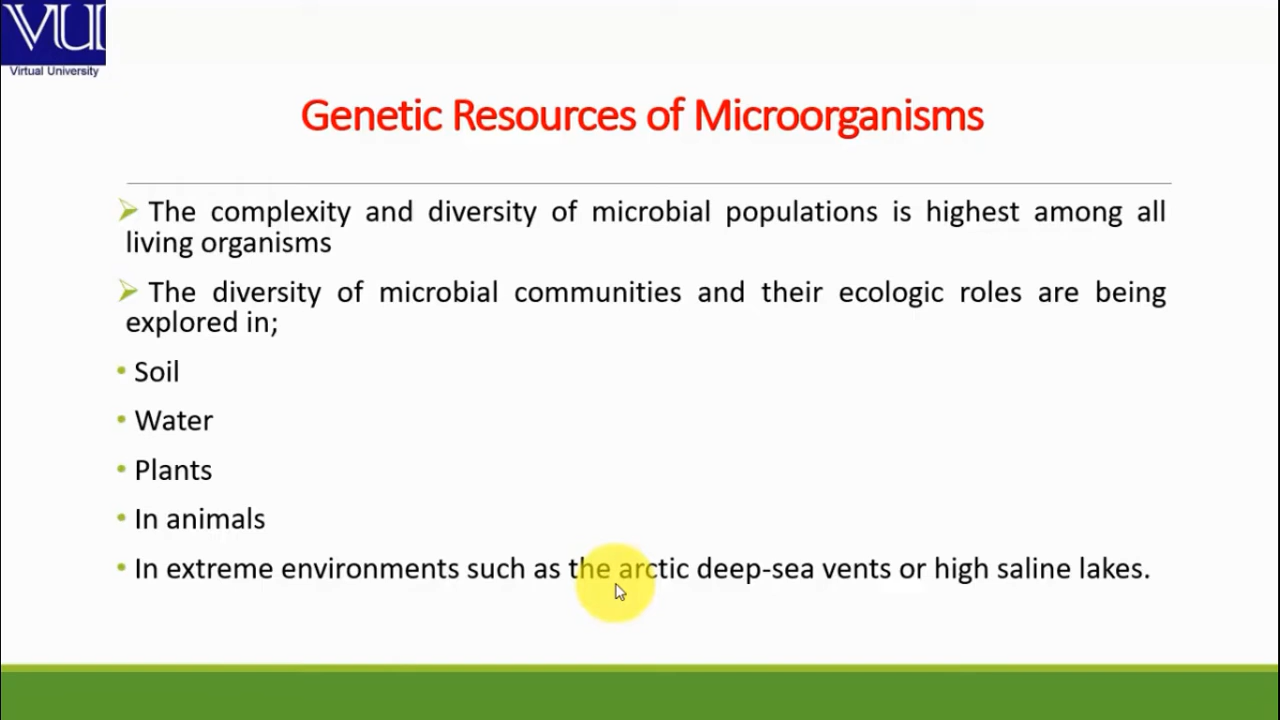 VU
Virtual University
Genetic Resources of Microorganisms
➢ The complexity and diversity of microbial populations is highest among all
living organisms
➢ The diversity of microbial communities and their ecologic roles are being
explored in;
• Soil
• Water
• Plants
• In animals
• In extreme environments such as the arctic deep-sea vents or high saline lakes.